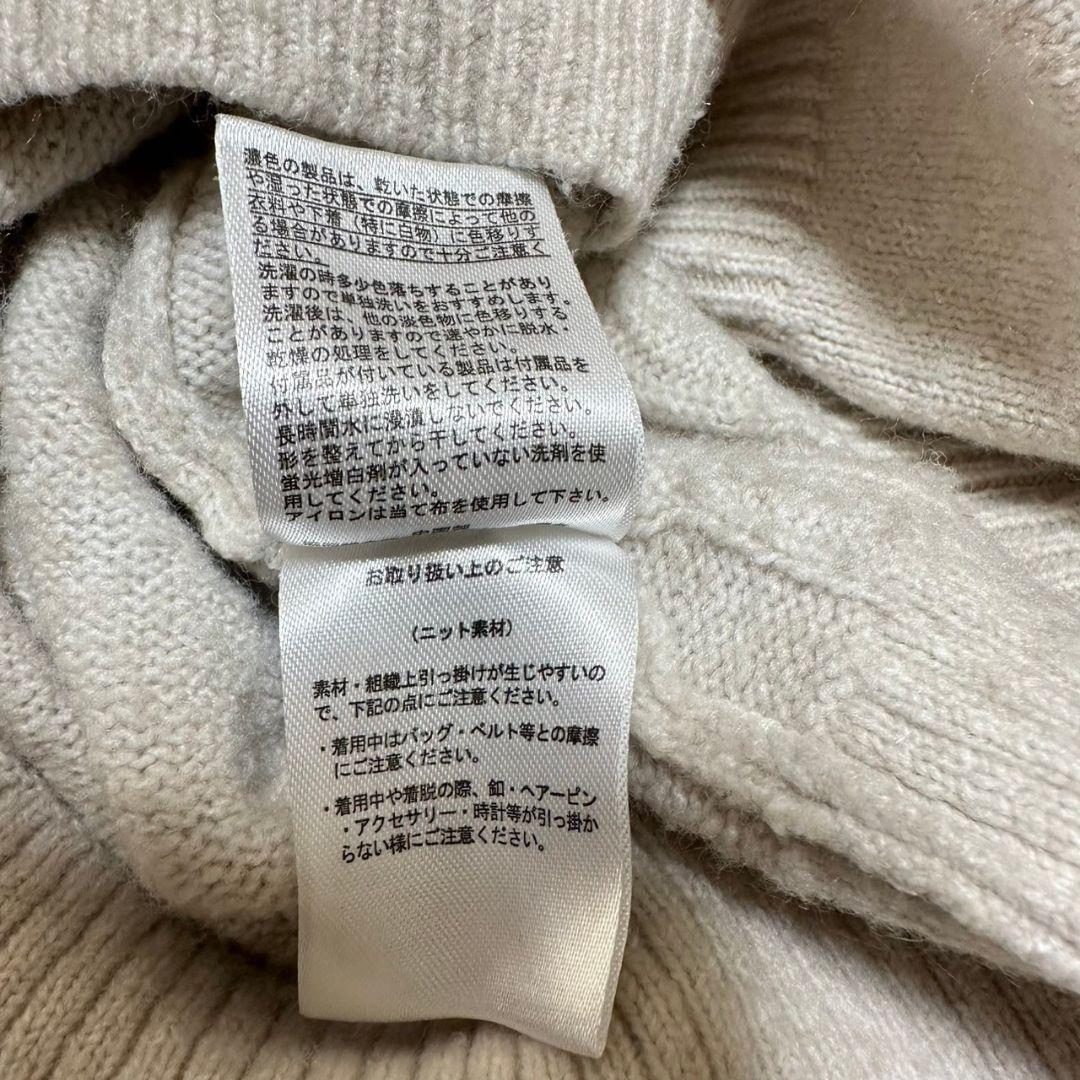 濃色の製品は、乾いた状態での摩擦
や湿った状態での摩擦によって他の
衣料や下着(特に白物)に色移りす
る場合がありますので十分ご注意く
ださい。
洗濯の時多少色落ちすることがあり
ますので単独洗いをおすすめします。
洗濯後は、他の淡色物に色移りする
ことがありますので速やかに脱水・
乾燥の処理をしてください。
付属品が付いている製品は付属品を
外して単独洗いをしてください。
長時間水に浸漬しないでください。
形を整えてから干してください。
蛍光増白剤が入っていない洗剤を使
用してください。
アイロンは当て布を使用して下さい。
お取り扱い上のご注意
(ニット素材)
素材・組織上引っ掛けが生じやすいの
で、下記の点にご注意ください。
・着用中はバッグ・ベルト等との摩擦
にご注意ください。
・着用中や着脱の際、釦・ヘアーピン
・アクセサリー・時計等が引っ掛か
らない様にご注意ください。